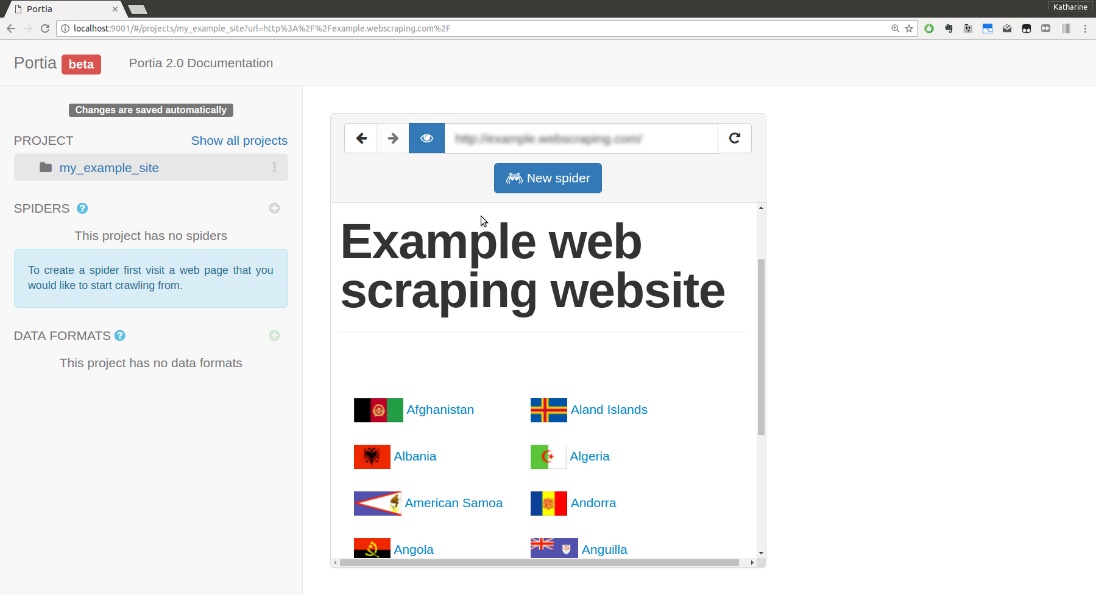 Portia
Katharine
localhost:9001/#/projects/my_example_site?url=http%3A%2F%2Fexample.webscraping.com%2F
Portia beta
Portia 2.0 Documentation
Changes are saved automatically
PROJECT
Show all projects
my_example_site
SPIDERS ?
This project has no spiders
To create a spider first visit a web page that you
would like to start crawling from.
DATA FORMATS ?
This project has no data formats
http://example.webscraping.com/
New spider
Example web
scraping website
Afghanistan
Aland Islands
Albania
Algeria
American Samoa
Andorra
Angola
Anguilla